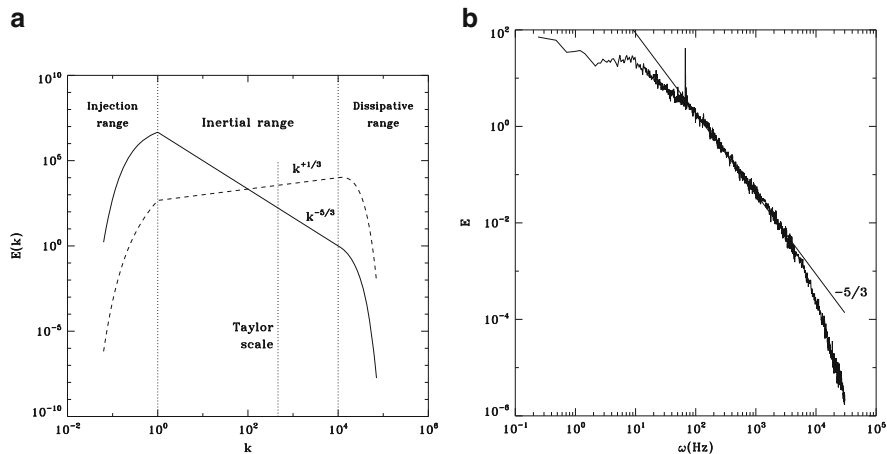 a
Injection range
Inertial range
Dissipative range
k^{+1/3}
k^{-5/3}
Taylor scale
E(k)
10^{10}
10^{5}
10^{0}
10^{-5}
10^{-10}
10^{-2}
10^{0}
10^{2}
10^{4}
10^{6}
k
b
E
10^{2}
10^{0}
10^{-2}
10^{-4}
10^{-6}
-5/3
10^{-1}
10^{0}
10^{1}
10^{2}
10^{3}
10^{4}
10^{5}
ω(Hz)